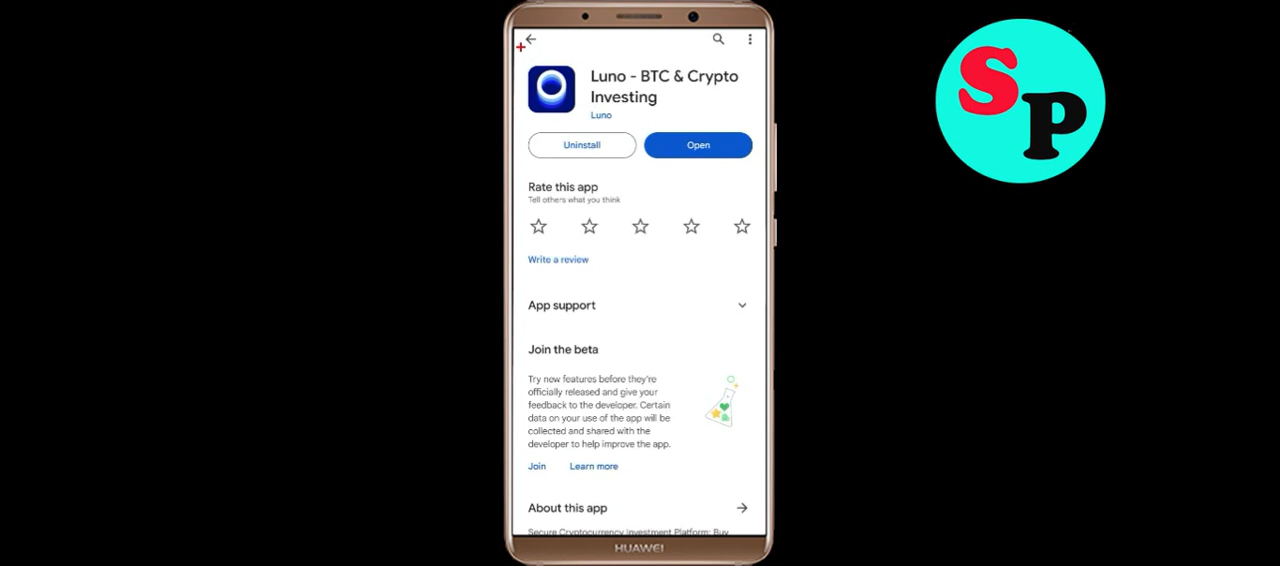 Luno - BTC & Crypto
Investing
Luno
Uninstall
Open
Rate this app
Tell others what you think
Write a review
App support
Join the beta
Try new features before they're
officially released and give your
feedback to the developer. Certain
data on your use of the app will be
collected and shared with the
developer to help improve the app.
Join
Learn more
About this app
Secure Cryptocurrency Investment Platform: Buy
HUAWEI
SP